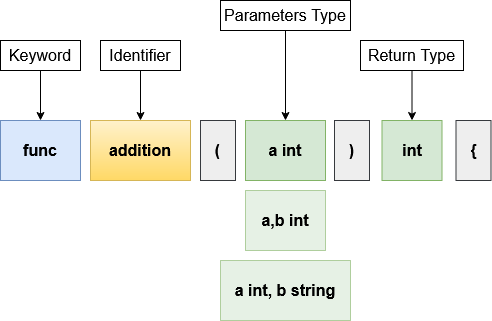 Parameters Type
Keyword Identifier Return Type
func addition ( a int ) int {
a,b int
a int, b string